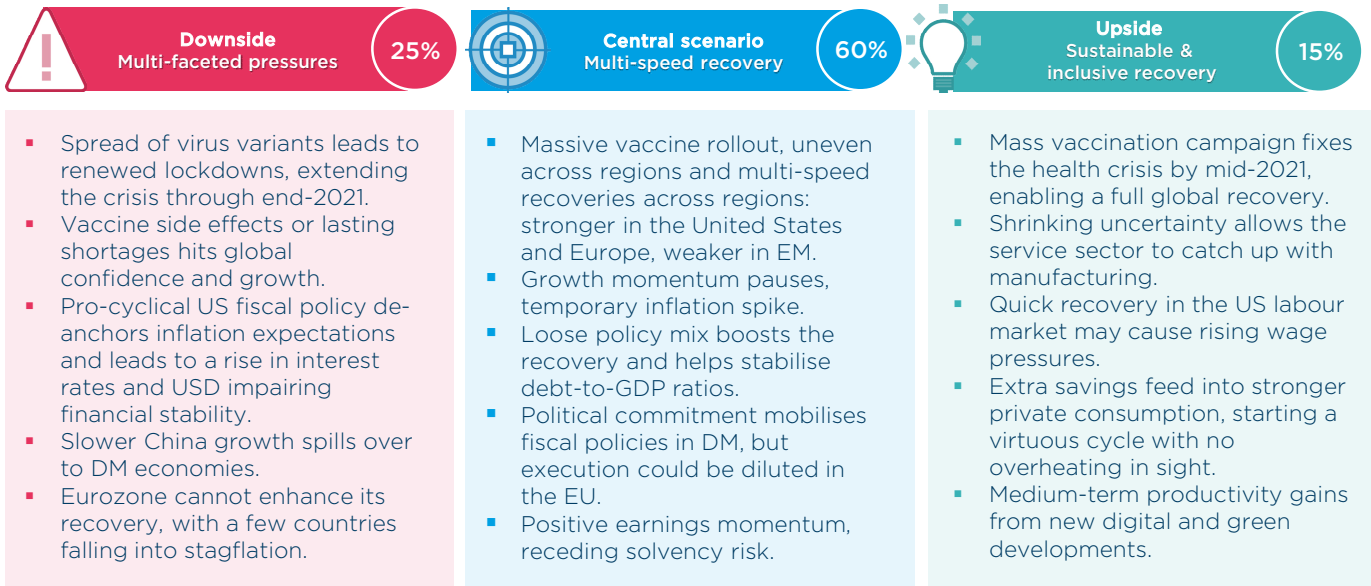 Downside
Multi-faceted pressures
25%
▪ Spread of virus variants leads to
renewed lockdowns, extending
the crisis through end-2021.
▪ Vaccine side effects or lasting
shortages hits global
confidence and growth.
▪ Pro-cyclical US fiscal policy de-
anchors inflation expectations
and leads to a rise in interest
rates and USD impairing
financial stability.
▪ Slower China growth spills over
to DM economies.
▪ Eurozone cannot enhance its
recovery, with a few countries
falling into stagflation.
Central scenario
Multi-speed recovery
60%
▪ Massive vaccine rollout, uneven
across regions and multi-speed
recoveries across regions:
stronger in the United States
and Europe, weaker in EM.
▪ Growth momentum pauses,
temporary inflation spike.
▪ Loose policy mix boosts the
recovery and helps stabilise
debt-to-GDP ratios.
▪ Political commitment mobilises
fiscal policies in DM, but
execution could be diluted in
the EU.
▪ Positive earnings momentum,
receding solvency risk.
Upside
Sustainable &
inclusive recovery
15%
▪ Mass vaccination campaign fixes
the health crisis by mid-2021,
enabling a full global recovery.
▪ Shrinking uncertainty allows the
service sector to catch up with
manufacturing.
▪ Quick recovery in the US labour
market may cause rising wage
pressures.
▪ Extra savings feed into stronger
private consumption, starting a
virtuous cycle with no
overheating in sight.
▪ Medium-term productivity gains
from new digital and green
developments.